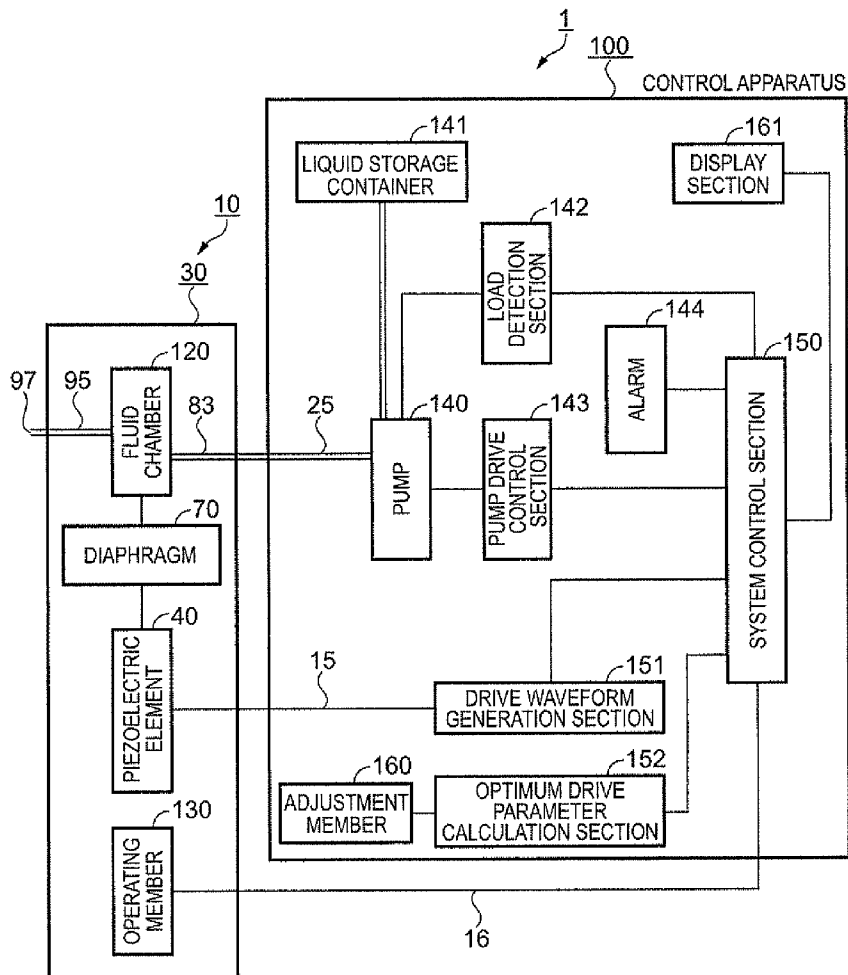 1
100
CONTROL APPARATUS
141
LIQUID STORAGE
CONTAINER
161
DISPLAY
SECTION
142
LOAD
DETECTION
SECTION
10
30
144
ALARM
150
SYSTEM CONTROL SECTION
120
FLUID
CHAMBER
97
95
83
25
140
PUMP
143
PUMP DRIVE
CONTROL
SECTION
70
DIAPHRAGM
40
PIEZOELECTRIC
ELEMENT
15
151
DRIVE WAVEFORM
GENERATION SECTION
160
ADJUSTMENT
MEMBER
152
OPTIMUM DRIVE
PARAMETER
CALCULATION SECTION
130
OPERATING
MEMBER
16